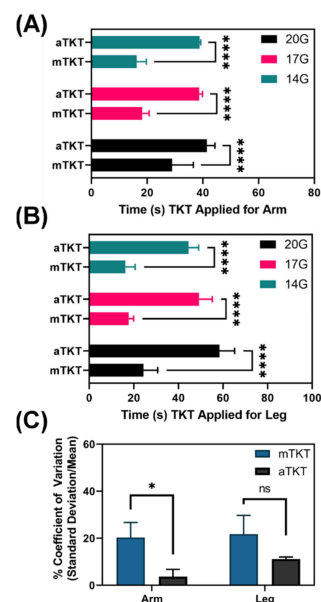 (A)
20G
17G
14G
aTKT
mTKT
****
aTKT
mTKT
****
aTKT
mTKT
****
0 20 40 60 80
Time (s) TKT Applied for Arm
(B)
20G
17G
14G
aTKT
mTKT
****
aTKT
mTKT
****
aTKT
mTKT
****
0 20 40 60 80 100
Time (s) TKT Applied for Leg
(C)
% Coefficient of Variation
(Standard Deviation/Mean)
60
40
20
0
mTKT
aTKT
*
ns
Arm Leg